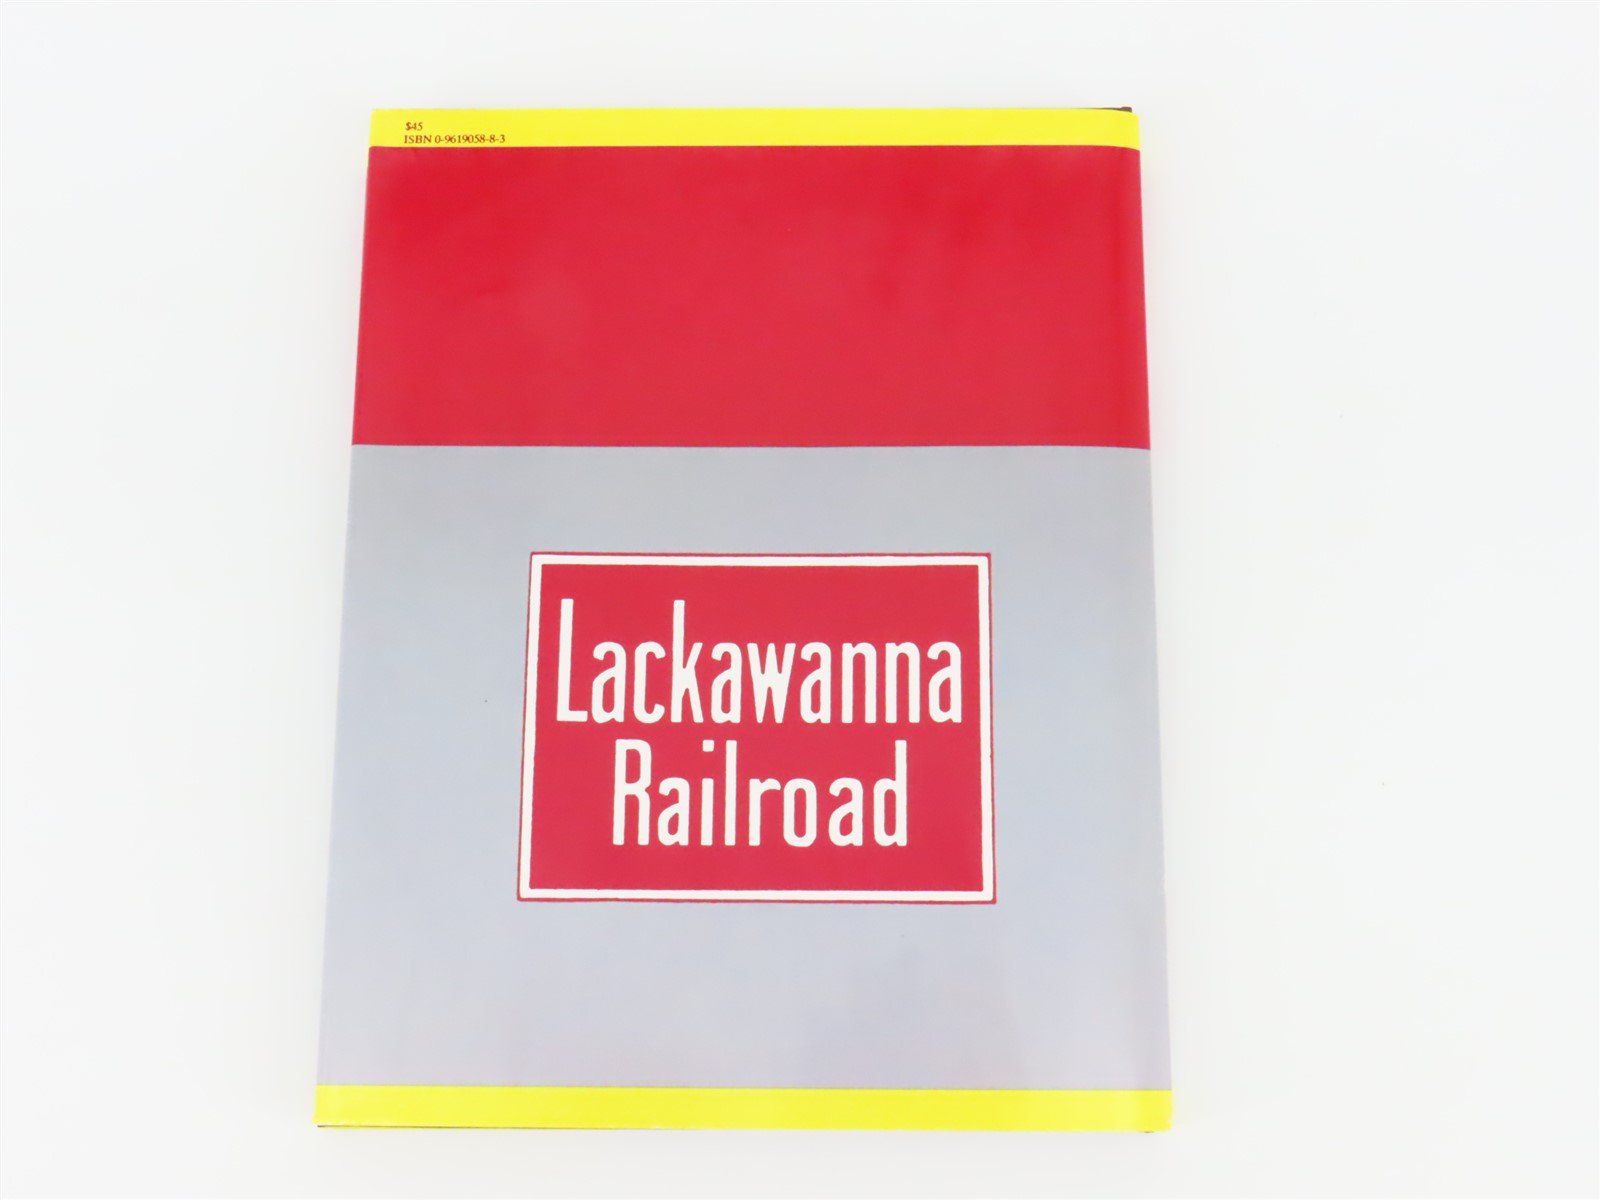 $45
ISBN 0-9619058-8-3
Lackawanna
Railroad